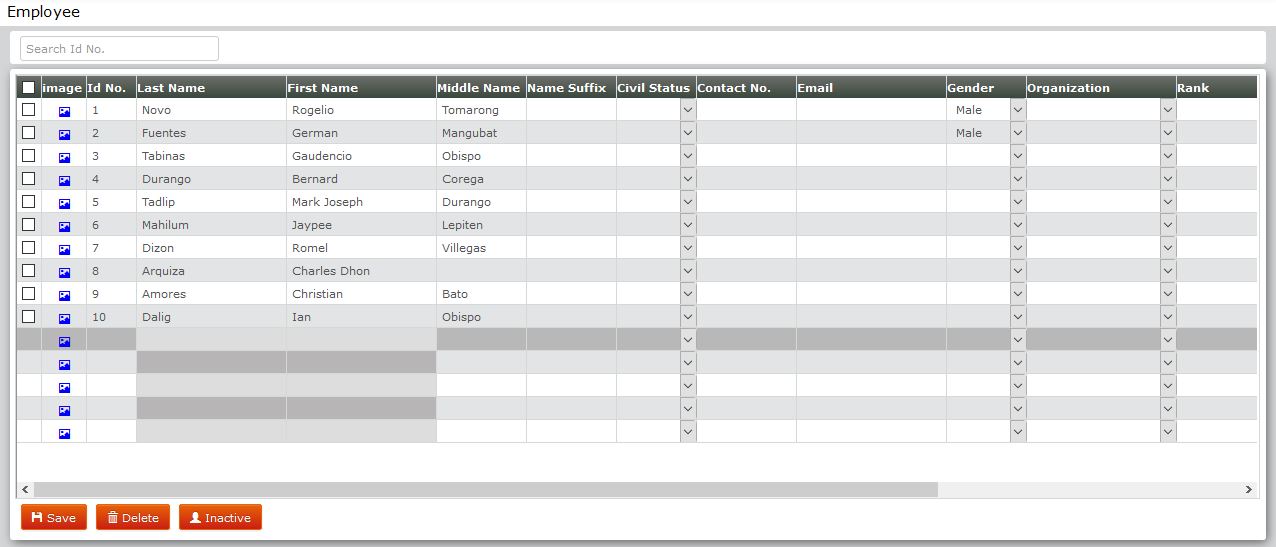 Employee
Search Id No.
image Id No. Last Name First Name Middle Name Name Suffix Civil Status Contact No. Email Gender Organization Rank
1 Novo Rogelio Tomarong Male
2 Fuentes German Mangubat Male
3 Tabinas Gaudencio Obispo
4 Durango Bernard Corega
5 Tadlip Mark Joseph Durango
6 Mahilum Jaypee Lepiten
7 Dizon Romel Villegas
8 Arquiza Charles Dhon
9 Amores Christian Bato
10 Dalig Ian Obispo
Save Delete Inactive